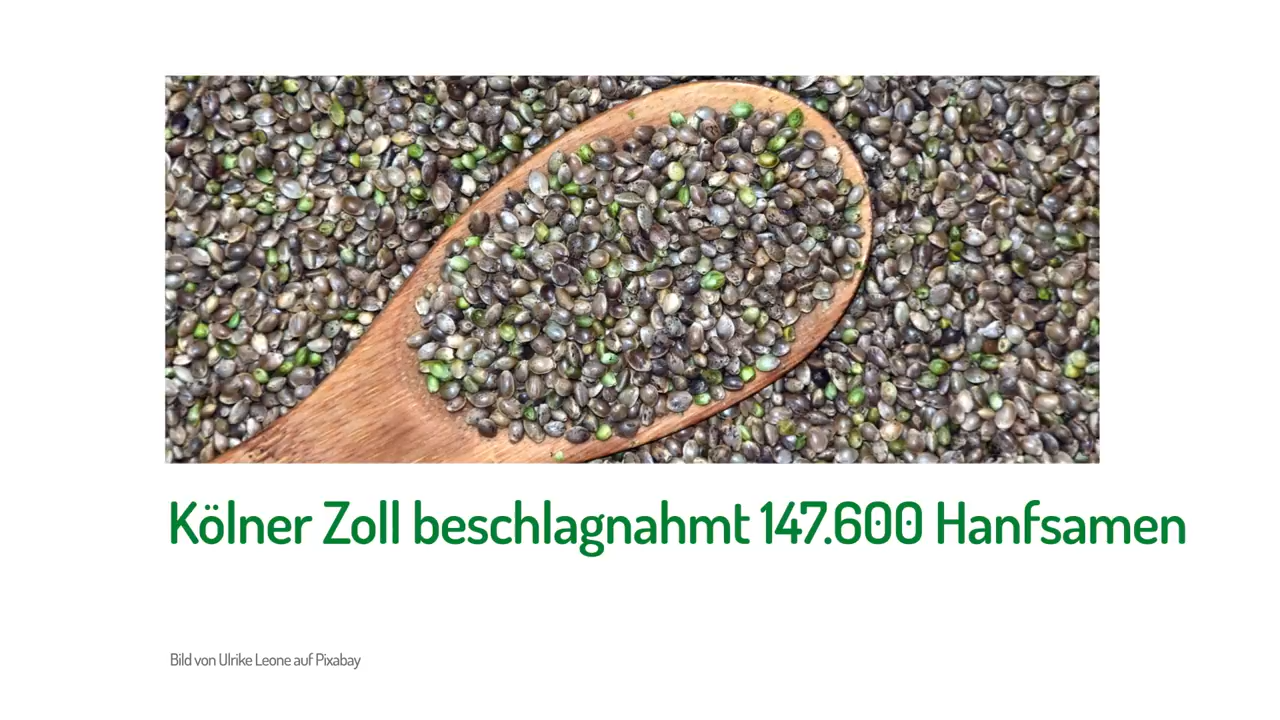 Kölner Zoll beschlagnahmt 147.600 Hanfsamen
Bild von Ulrike Leone auf Pixabay